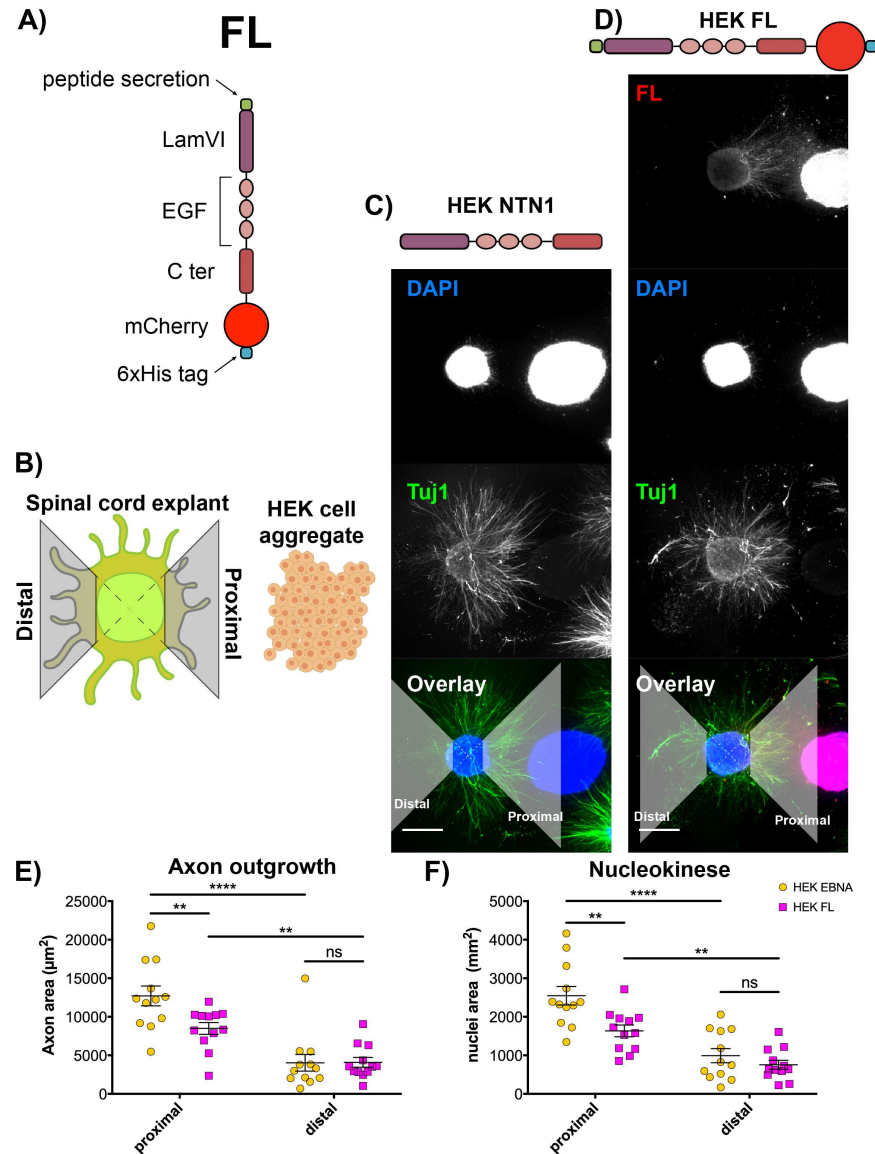 A)
FL
peptide secretion
LamVI
EGF
C ter
mCherry
6xHis tag
B)
Spinal cord explant
HEK cell
aggregate
Distal
Proximal
C)
HEK NTN1
DAPI
Tuj1
Overlay
Distal
Proximal
D)
HEK FL
FL
DAPI
Tuj1
Overlay
Distal
Proximal
E)
Axon outgrowth
Axon area (µm²)
25000
20000
15000
10000
5000
0
****
**
**
ns
proximal
distal
F)
Nucleokinese
nuclei area (mm²)
5000
4000
3000
2000
1000
0
****
**
**
ns
proximal
distal
HEK EBNA
HEK FL